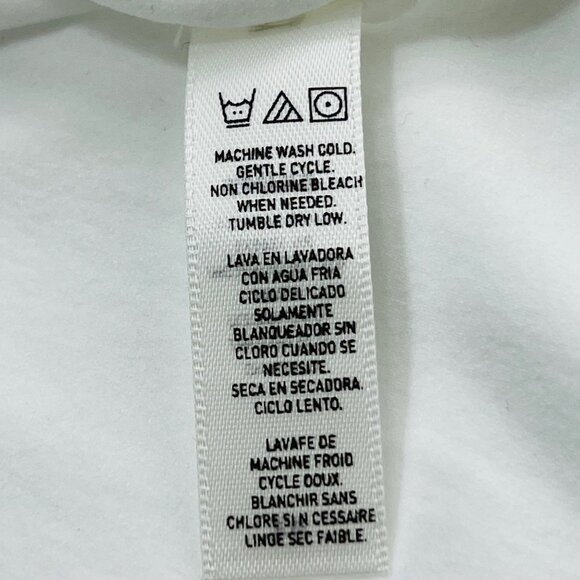 MACHINE WASH COLD.
GENTLE CYCLE.
NON CHLORINE BLEACH
WHEN NEEDED.
TUMBLE DRY LOW.
LAVA EN LAVADORA
CON AGUA FRIA
CICLO DELICADO
SOLAMENTE
BLANQUEADOR SIN
CLORO CUANDO SE
NECESITE.
SECA EN SECADORA.
CICLO LENTO.
LAVAFE DE
MACHINE FROID
CYCLE DOUX.
BLANCHIR SANS
CHLORE SI N CESSAIRE
LINGE SEC FAIBLE.